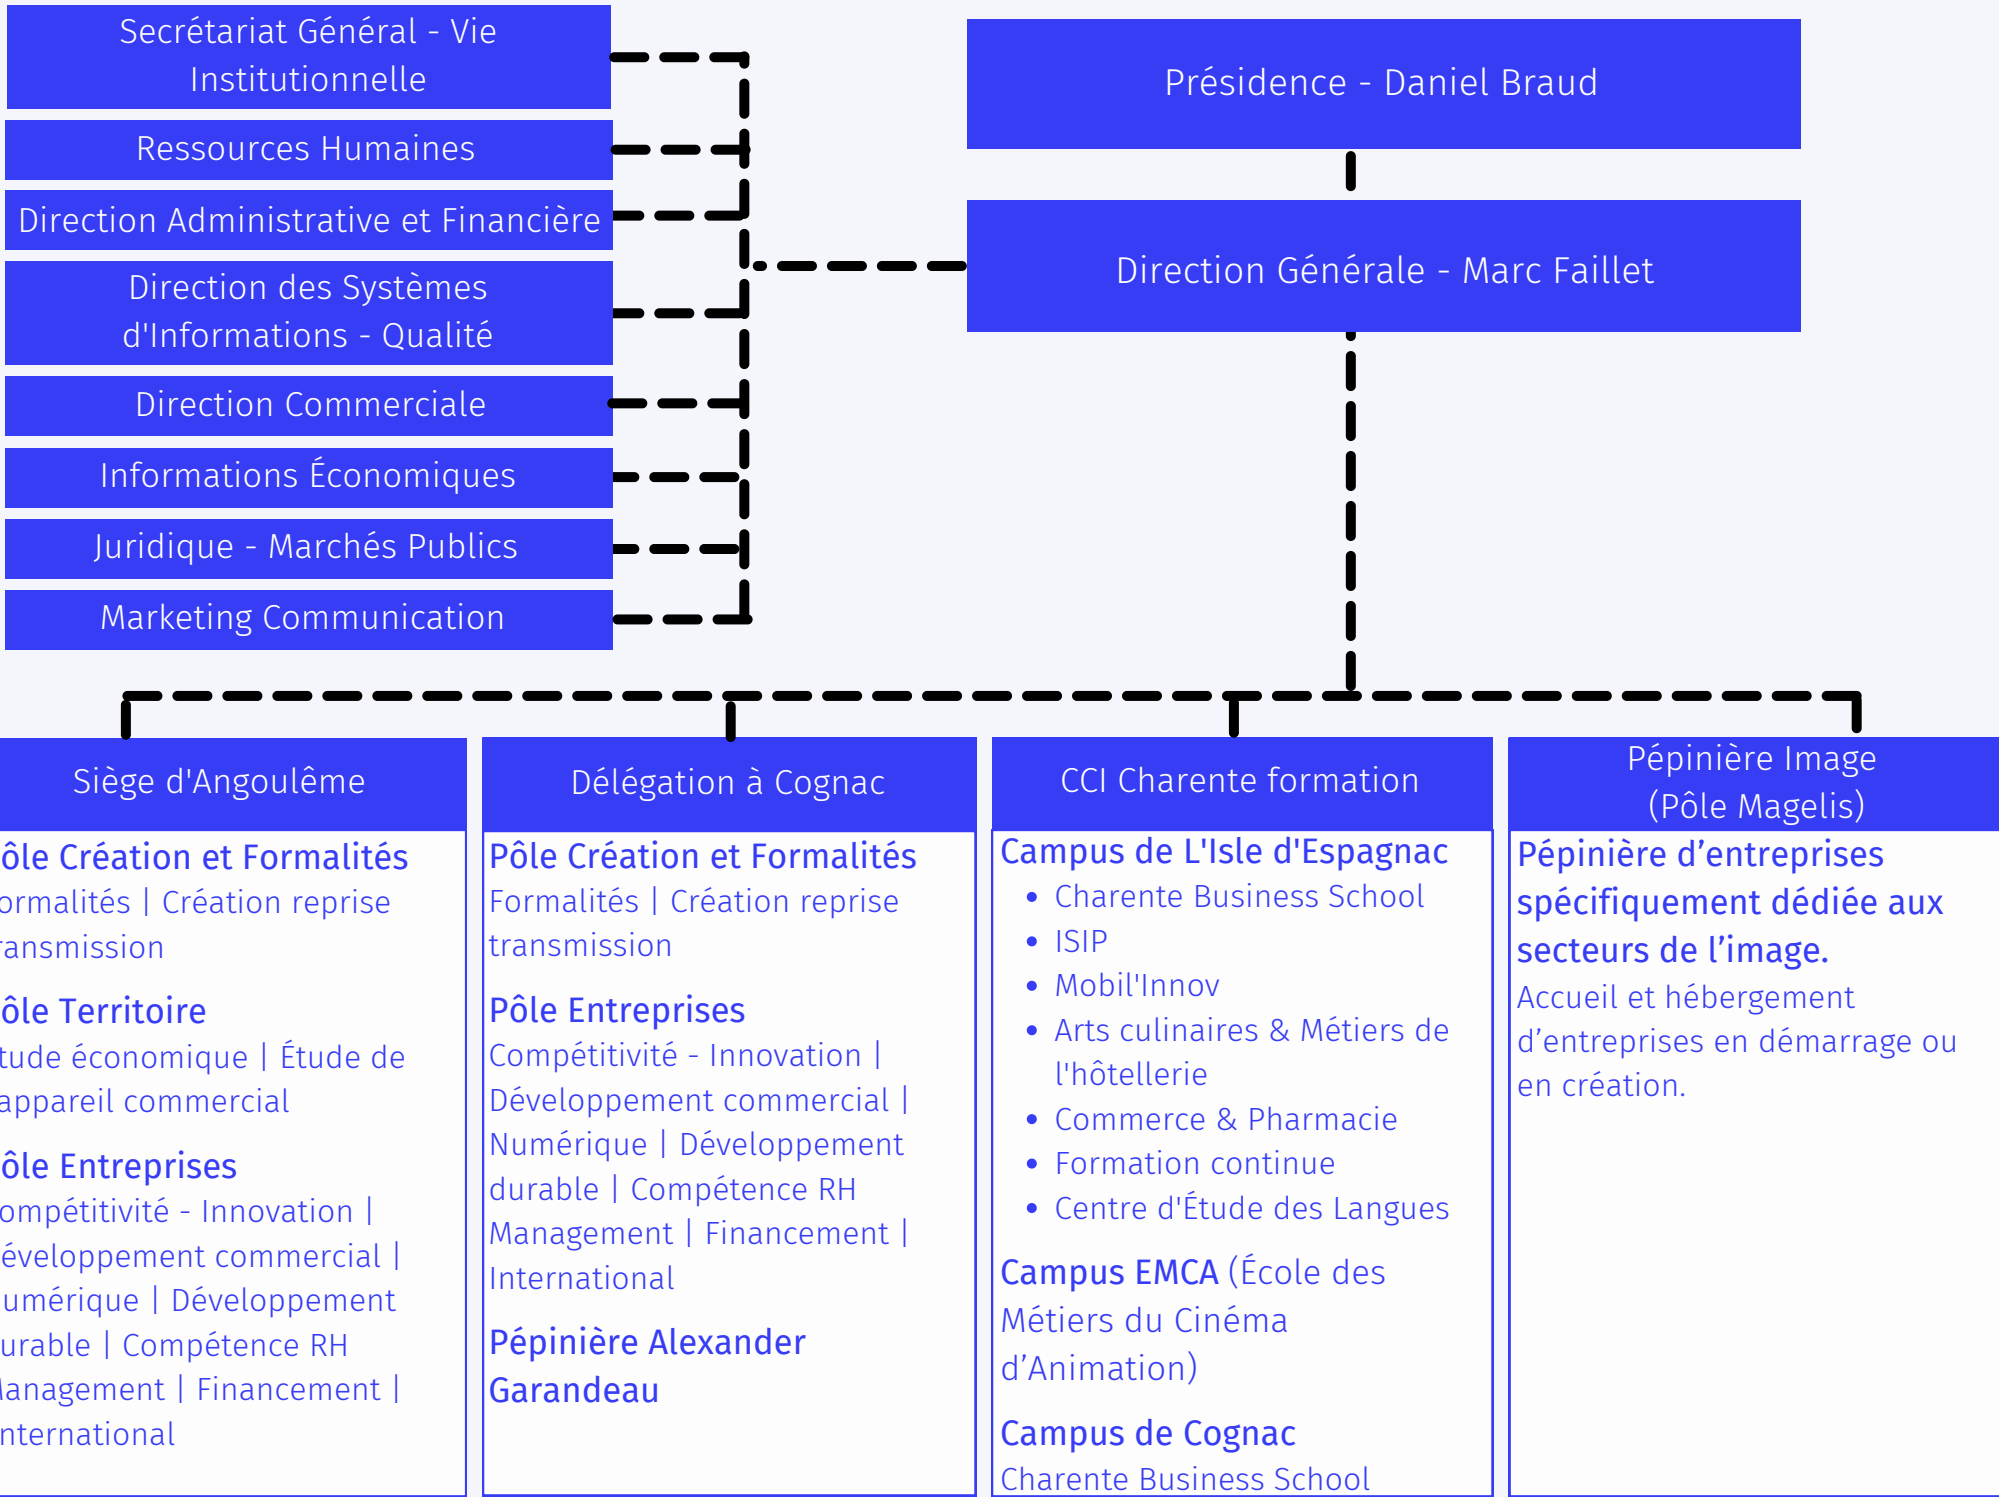 Secrétariat Général - Vie
Institutionnelle
Ressources Humaines
Direction Administrative et Financière
Direction des Systèmes
d'Informations - Qualité
Direction Commerciale
Informations Économiques
Juridique - Marchés Publics
Marketing Communication
Présidence - Daniel Braud
Direction Générale - Marc Faillet
Siège d'Angoulême
ôle Création et Formalités
ormalités | Création reprise
ransmission
ôle Territoire
tude économique | Étude de
appareil commercial
ôle Entreprises
ompétitivité - Innovation |
éveloppement commercial |
umérique | Développement
urable | Compétence RH
anagement | Financement |
nternational
Délégation à Cognac
Pôle Création et Formalités
Formalités | Création reprise
transmission
Pôle Entreprises
Compétitivité - Innovation |
Développement commercial |
Numérique | Développement
durable | Compétence RH
Management | Financement |
International
Pépinière Alexander
Garandeau
CCI Charente formation
Campus de L'Isle d'Espagnac
• Charente Business School
• ISIP
• Mobil'Innov
• Arts culinaires & Métiers de
l'hôtellerie
• Commerce & Pharmacie
• Formation continue
• Centre d'Étude des Langues
Campus EMCA (École des
Métiers du Cinéma
d’Animation)
Campus de Cognac
Charente Business School
Pépinière Image
(Pôle Magelis)
Pépinière d’entreprises
spécifiquement dédiée aux
secteurs de l’image.
Accueil et hébergement
d’entreprises en démarrage ou
en création.